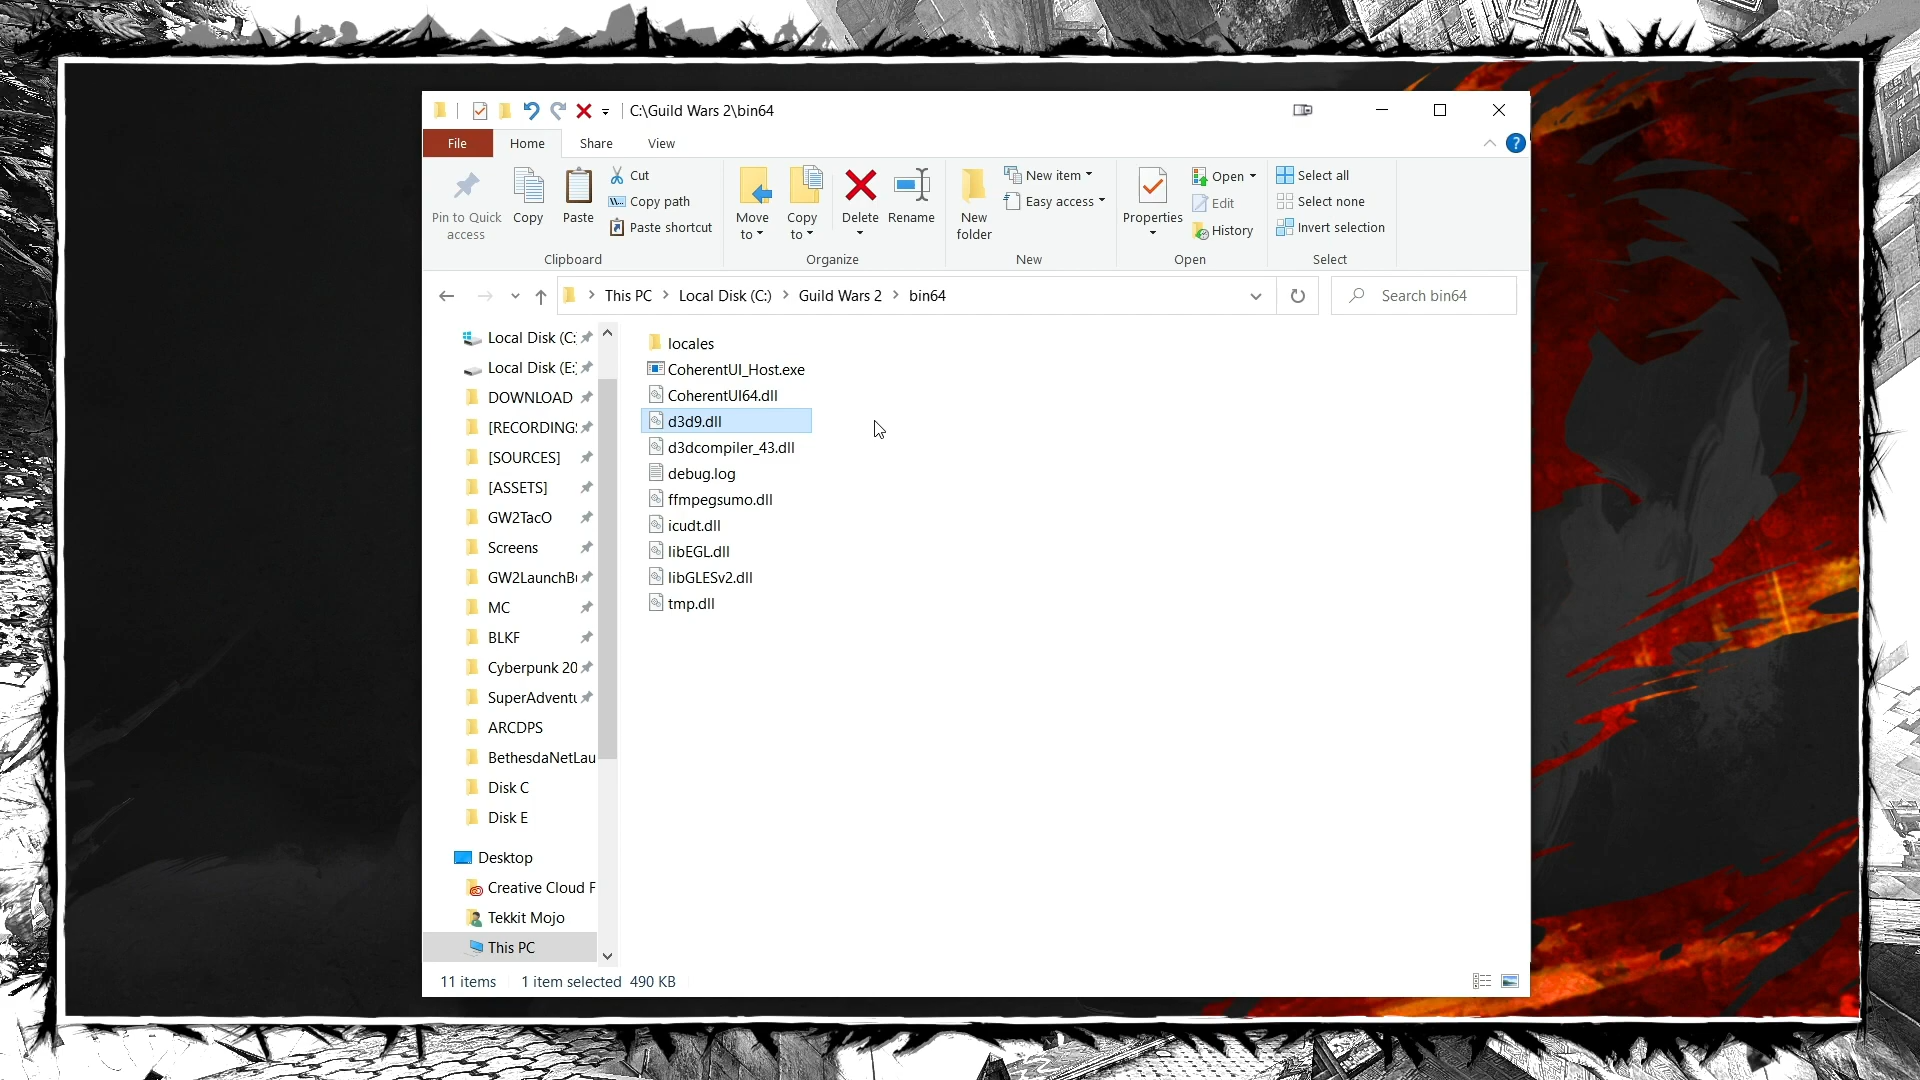 C:\Guild Wars 2\bin64
File Home Share View
Pin to Quick access
Copy
Paste
Cut
Copy path
Paste shortcut
Clipboard
Move to
Copy to
Delete
Rename
Organize
New folder
New item
Easy access
New
Properties
Open
Edit
History
Open
Select all
Select none
Invert selection
Select
This PC Local Disk (C:) Guild Wars 2 bin64
Search bin64
Local Disk (C:
Local Disk (E:
DOWNLOAD
[RECORDINGS
[SOURCES]
[ASSETS]
GW2TacO
Screens
GW2LaunchBu
MC
BLKF
Cyberpunk 20
SuperAdventu
ARCDPS
BethesdaNetLau
Disk C
Disk E
Desktop
Creative Cloud F
Tekkit Mojo
This PC
locales
CoherentUI_Host.exe
CoherentUI64.dll
d3d9.dll
d3dcompiler_43.dll
debug.log
ffmpegsumo.dll
icudt.dll
libEGL.dll
libGLESv2.dll
tmp.dll
11 items 1 item selected 490 KB